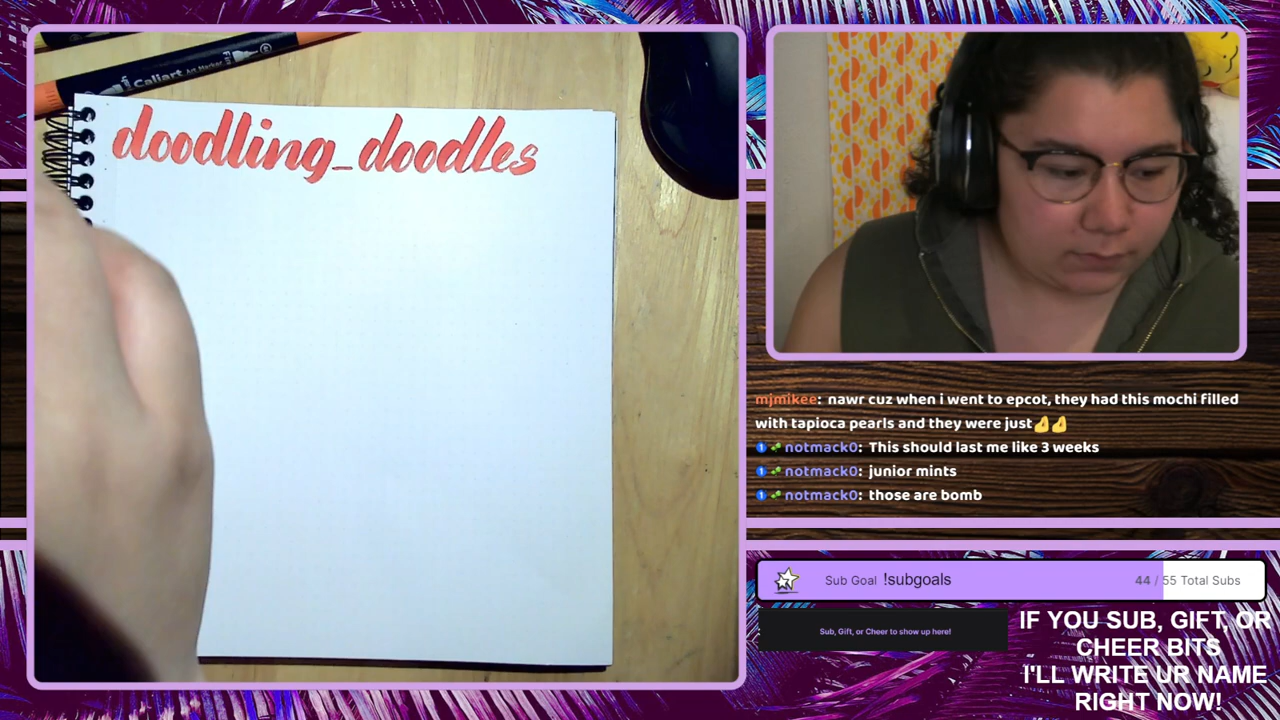 Caliart Art Marker
doodling_doodles
mjmikee: nawr cuz when i went to epcot, they had this mochi filled
with tapioca pearls and they were just
notmack0: This should last me like 3 weeks
notmack0: junior mints
notmack0: those are bomb
Sub Goal !subgoals 44 / 55 Total Subs
Sub, Gift, or Cheer to show up here!
IF YOU SUB, GIFT, OR
CHEER BITS
I'LL WRITE UR NAME
RIGHT NOW!